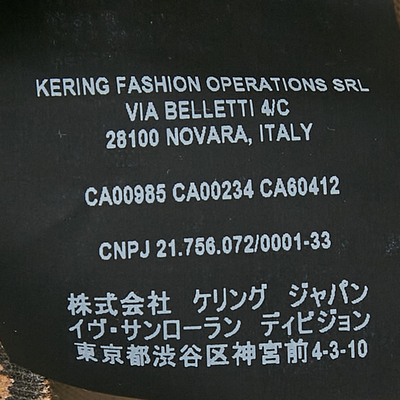 KERING FASHION OPERATIONS SRL
VIA BELLETTI 4/C
28100 NOVARA, ITALY
CA00985 CA00234 CA60412
CNPJ 21.756.072/0001-33
株式会社 ケリング ジャパン
イヴ・サンローラン ディビジョン
東京都渋谷区神宮前4-3-10